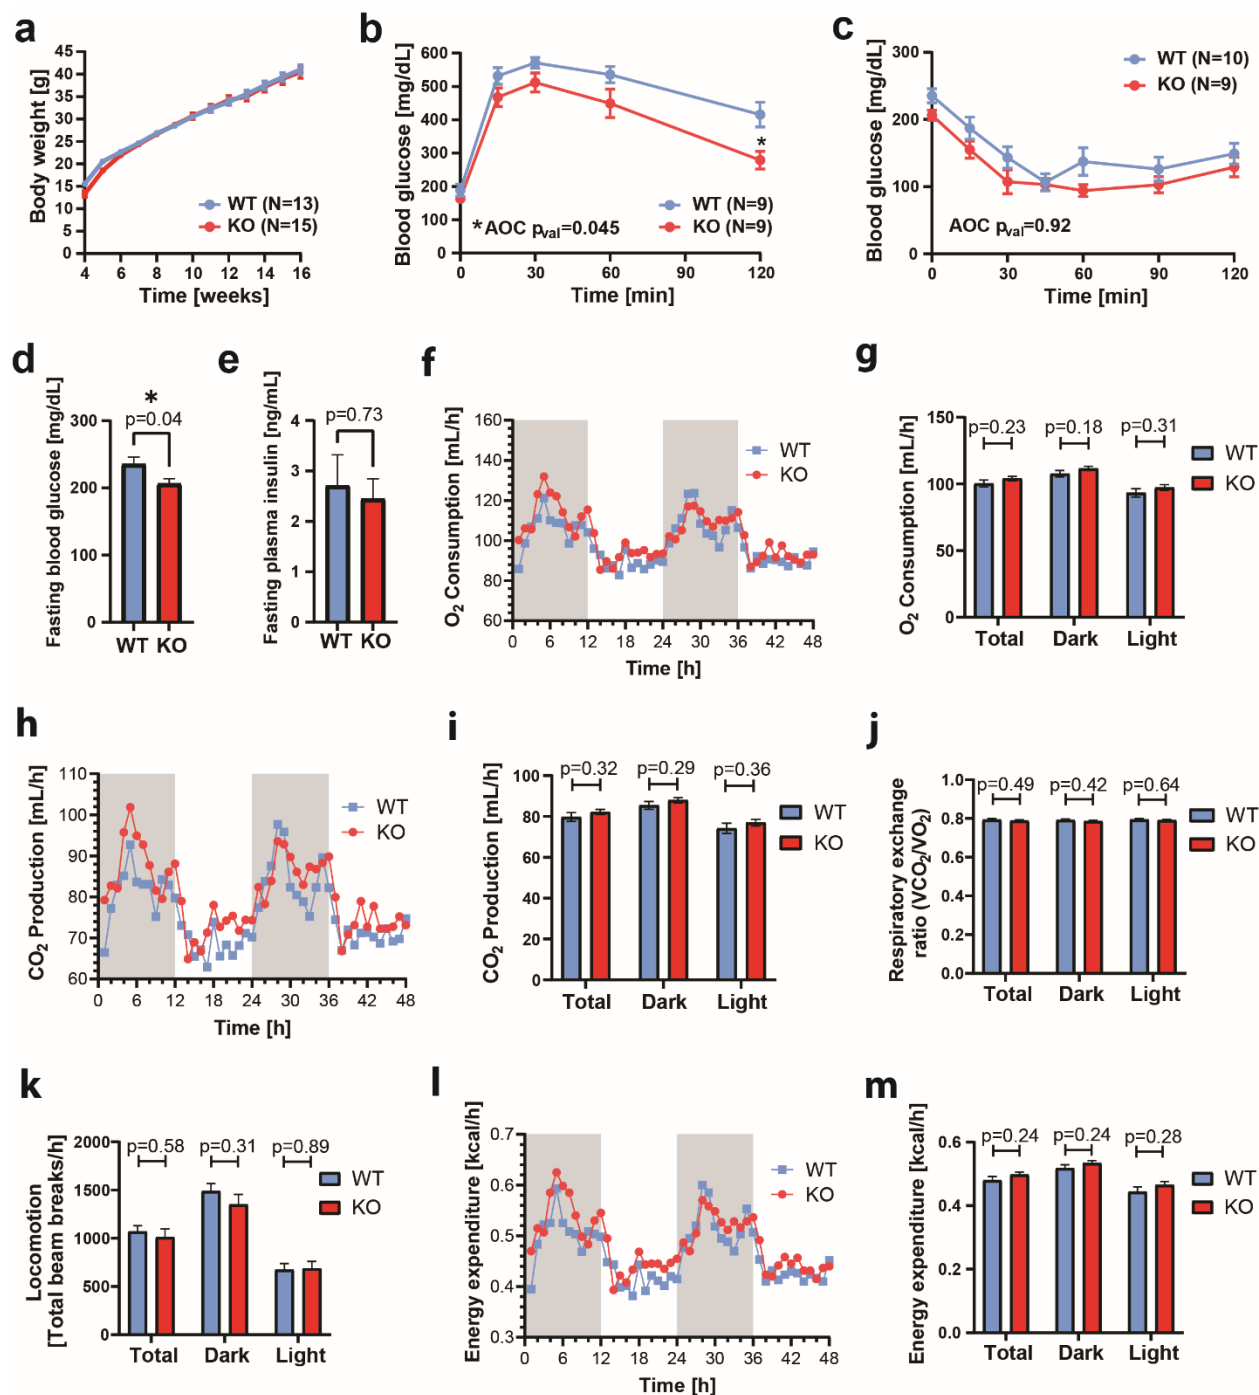 a
Body weight [g]
45
40
35
30
25
20
15
10
5
0
WT (N=13)
KO (N=15)
4 6 8 10 12 14 16
Time [weeks]
b
Blood glucose [mg/dL]
600
500
400
300
200
100
0
*
* AOC pval=0.045
WT (N=9)
KO (N=9)
0 30 60 90 120
Time [min]
c
Blood glucose [mg/dL]
300
200
100
0
WT (N=10)
KO (N=9)
AOC pval=0.92
0 30 60 90 120
Time [min]
d
Fasting blood glucose [mg/dL]
300
200
100
0
*
p=0.04
WT KO
e
Fasting plasma insulin [ng/mL]
4
3
2
1
0
p=0.73
WT KO
f
O2 Consumption [mL/h]
160
140
120
100
80
60
WT
KO
0 6 12 18 24 30 36 42 48
Time [h]
g
O2 Consumption [mL/h]
150
100
50
0
p=0.23 p=0.18 p=0.31
WT
KO
Total Dark Light
h
CO2 Production [mL/h]
110
100
90
80
70
60
WT
KO
0 6 12 18 24 30 36 42 48
Time [h]
i
CO2 Production [mL/h]
100
80
60
40
20
0
p=0.32 p=0.29 p=0.36
WT
KO
Total Dark Light
j
Respiratory exchange
ratio (VCO2/VO2)
1.0
0.8
0.6
0.4
0.2
0.0
p=0.49 p=0.42 p=0.64
WT
KO
Total Dark Light
k
Locomotion
[Total beam breaks/h]
2000
1500
1000
500
0
p=0.58 p=0.31 p=0.89
WT
KO
Total Dark Light
l
Energy expenditure [kcal/h]
0.7
0.6
0.5
0.4
0.3
WT
KO
0 6 12 18 24 30 36 42 48
Time [h]
m
Energy expenditure [kcal/h]
0.6
0.4
0.2
0.0
p=0.24 p=0.24 p=0.28
WT
KO
Total Dark Light